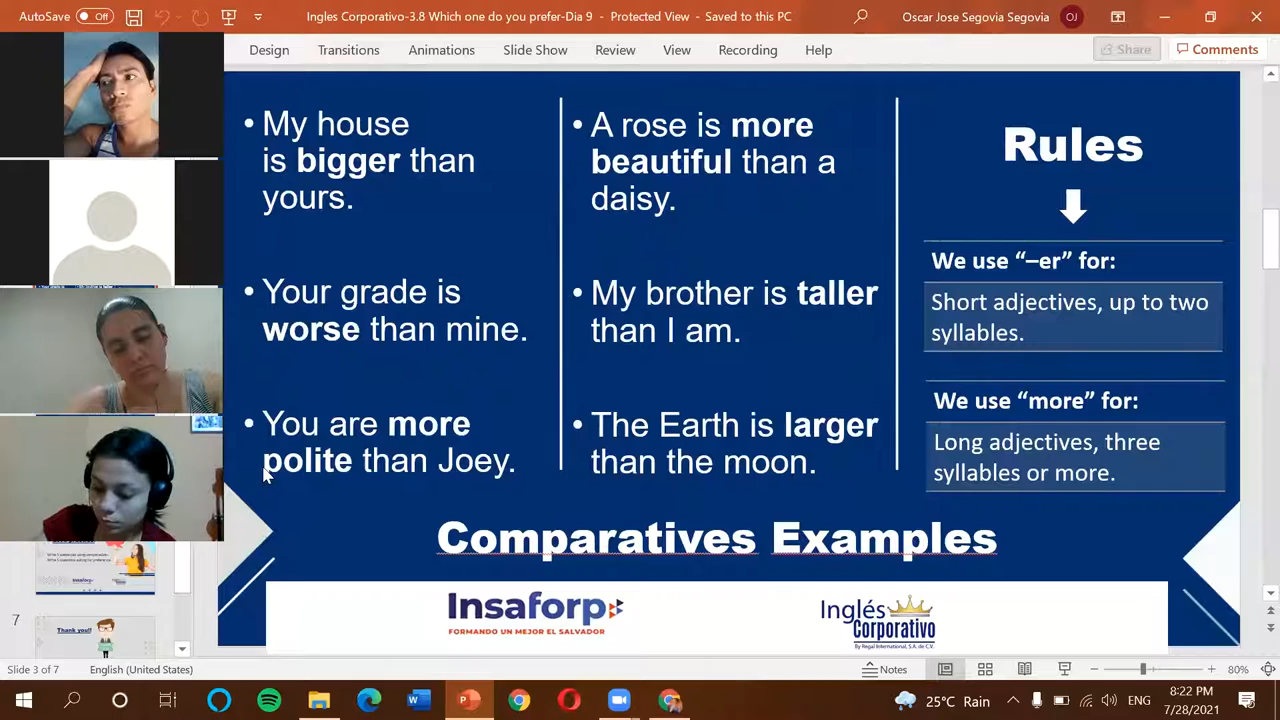 AutoSave Off
Ingles Corporativo-3.8 Which one do you prefer-Dia 9 - Protected View - Saved to this PC
Oscar Jose Segovia Segovia OJ
Design Transitions Animations Slide Show Review View Recording Help
Share Comments
• My house
is bigger than
yours.
• Your grade is
worse than mine.
• You are more
polite than Joey.
• A rose is more
beautiful than a
daisy.
• My brother is taller
than I am.
• The Earth is larger
than the moon.
Rules
We use “–er” for:
Short adjectives, up to two
syllables.
We use “more” for:
Long adjectives, three
syllables or more.
Comparatives Examples
Insaforp
FORMANDO UN MEJOR EL SALVADOR
Inglés
Corporativo
By Regal International, S.A. de C.V.
7
Thank you!!
Slide 3 of 7 English (United States)
Notes
80%
25°C Rain
ENG
8:22 PM
7/28/2021